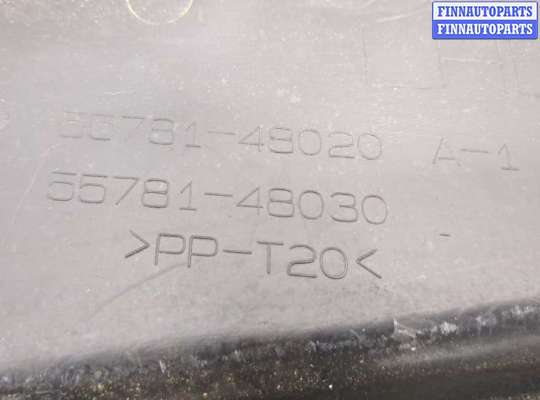 FINNAUTOPARTS
FINNAUTOPARTS
55781-48020 A-1
55781-48030 -
>PP-T20<